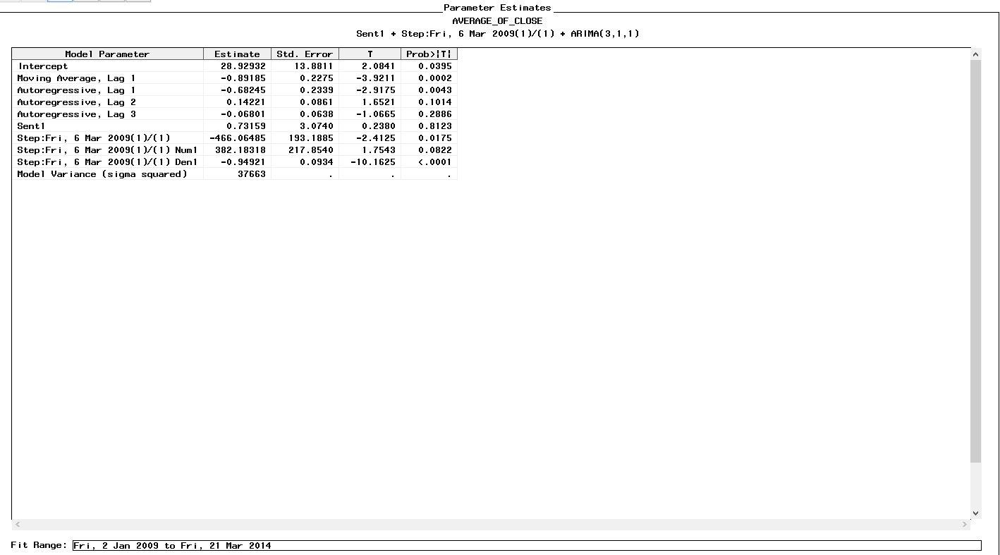 Parameter Estimates
AVERAGE_OF_CLOSE
Sent1 + Step:Fri, 6 Mar 2009(1)/(1) + ARIMA(3,1,1)
Model Parameter Estimate Std. Error T Prob>|T|
Intercept 28.92932 13.8811 2.0841 0.0395
Moving Average, Lag 1 -0.89185 0.2275 -3.9211 0.0002
Autoregressive, Lag 1 -0.68245 0.2339 -2.9175 0.0043
Autoregressive, Lag 2 0.14221 0.0861 1.6521 0.1014
Autoregressive, Lag 3 -0.06801 0.0638 -1.0665 0.2886
Sent1 0.73159 3.0740 0.2380 0.8123
Step:Fri, 6 Mar 2009(1)/(1) -466.06485 193.1885 -2.4125 0.0175
Step:Fri, 6 Mar 2009(1)/(1) Num1 382.18318 217.8540 1.7543 0.0822
Step:Fri, 6 Mar 2009(1)/(1) Den1 -0.94921 0.0934 -10.1625 <.0001
Model Variance (sigma squared) 37663 . . .
Fit Range: Fri, 2 Jan 2009 to Fri, 21 Mar 2014